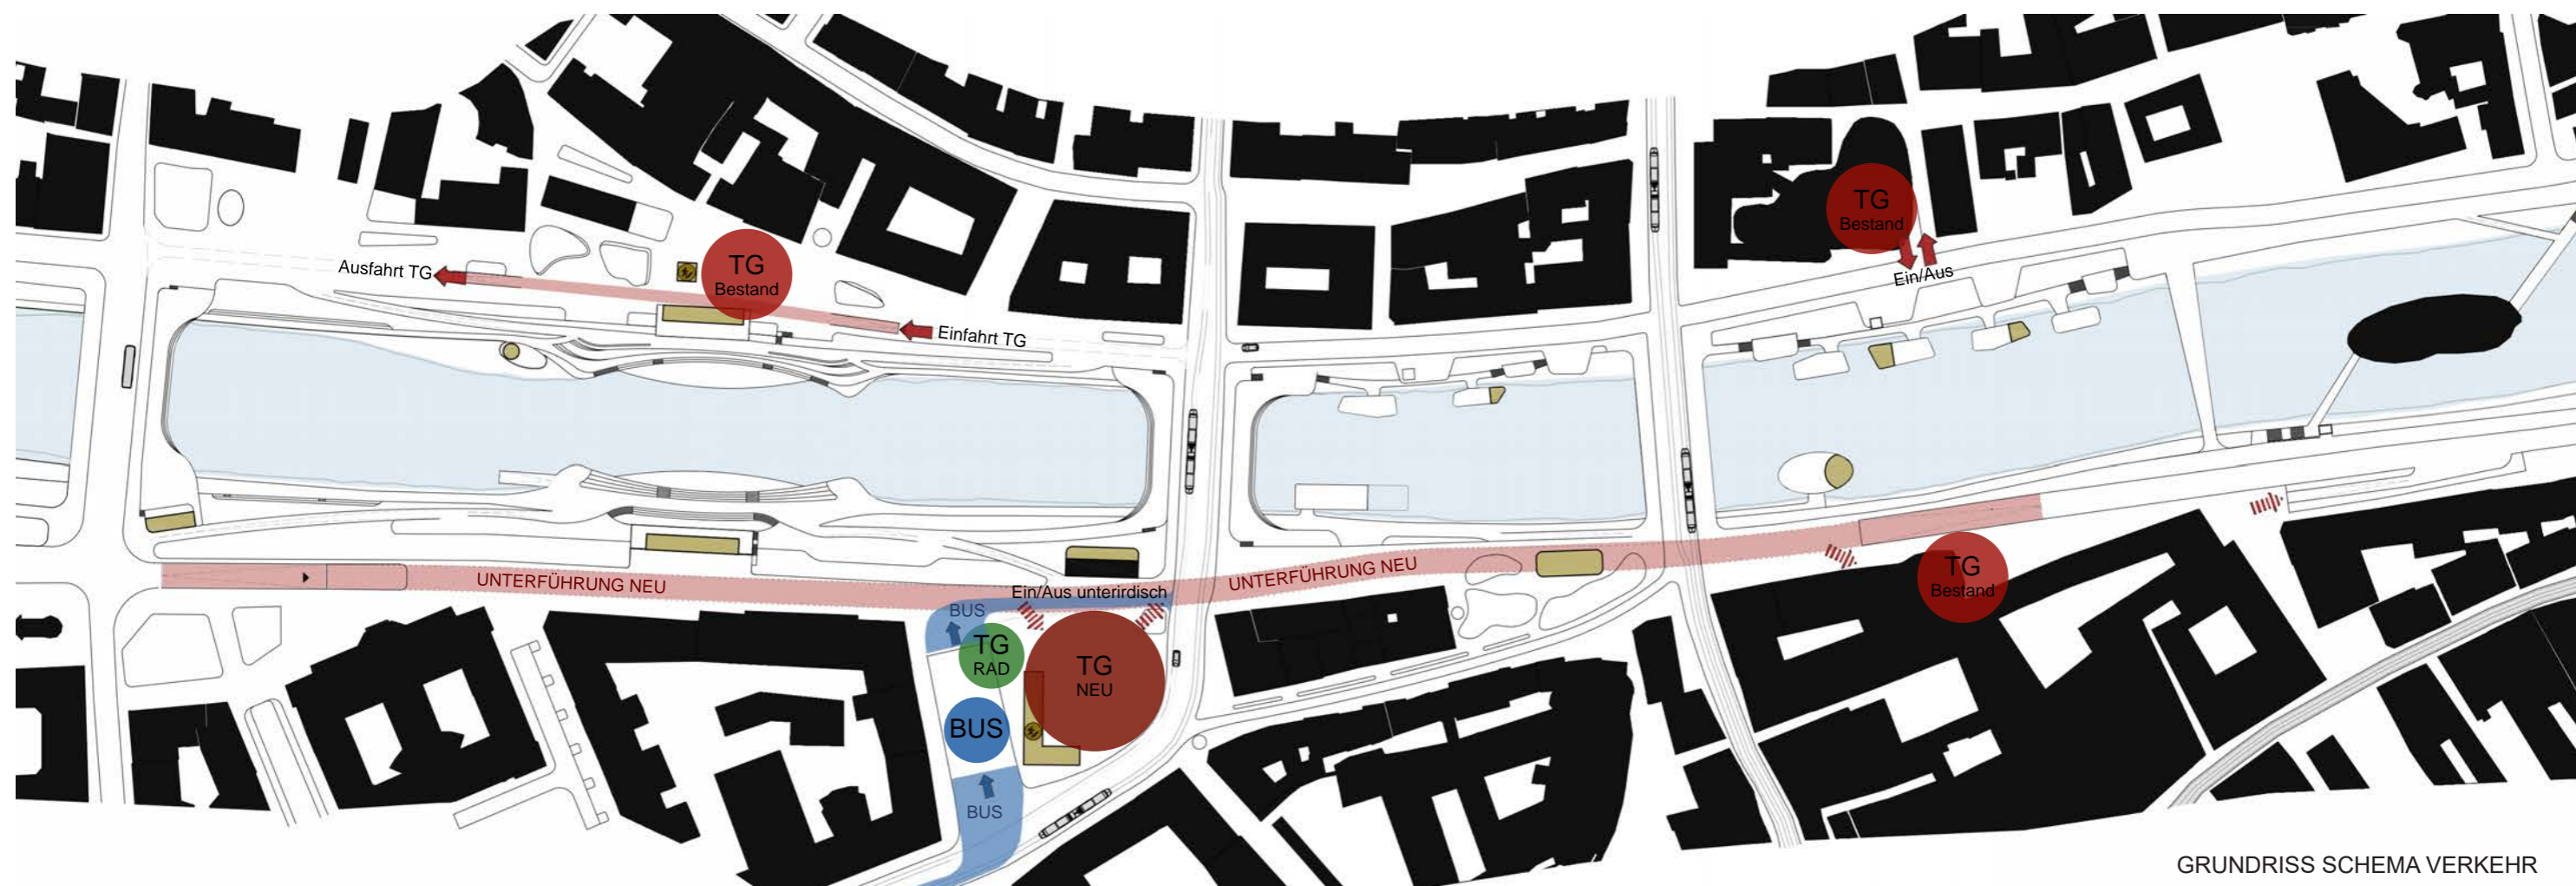 TG
Bestand
Ausfahrt TG
TG
Bestand
Einfahrt TG
Ein/Aus
UNTERFÜHRUNG NEU
UNTERFÜHRUNG NEU
Ein/Aus unterirdisch
BUS
TG
RAD
TG
NEU
BUS
BUS
TG
Bestand
GRUNDRISS SCHEMA VERKEHR